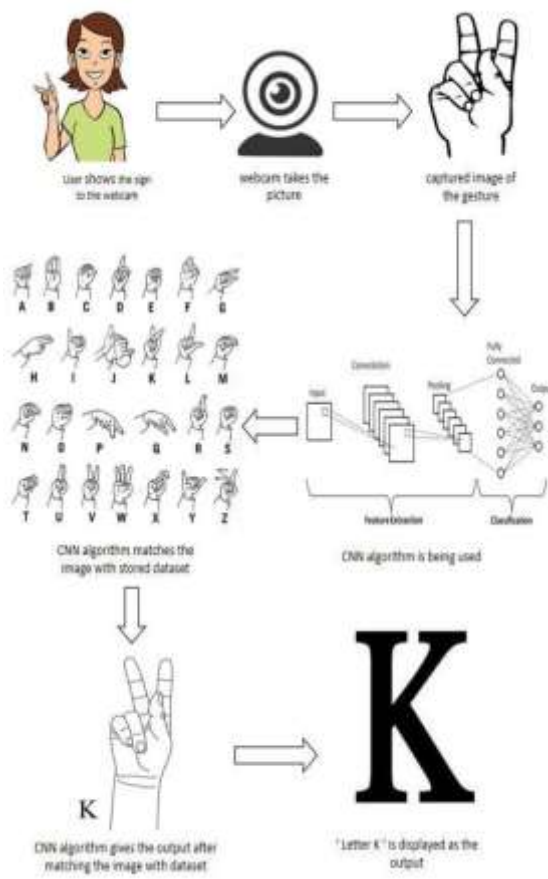 User shows the sign
to the webcam
webcam takes the
picture
captured image of
the gesture
A B C D E F G
H I J K L M
N O P Q R S
T U V W X Y Z
CNN algorithm matches the
image with stored dataset
Input
Convolution
Pooling
Fully
Connected
Output
Feature Extraction
Classification
CNN algorithm is being used
K
CNN algorithm gives the output after
matching the image with dataset
K
" Letter K " is displayed as the
output